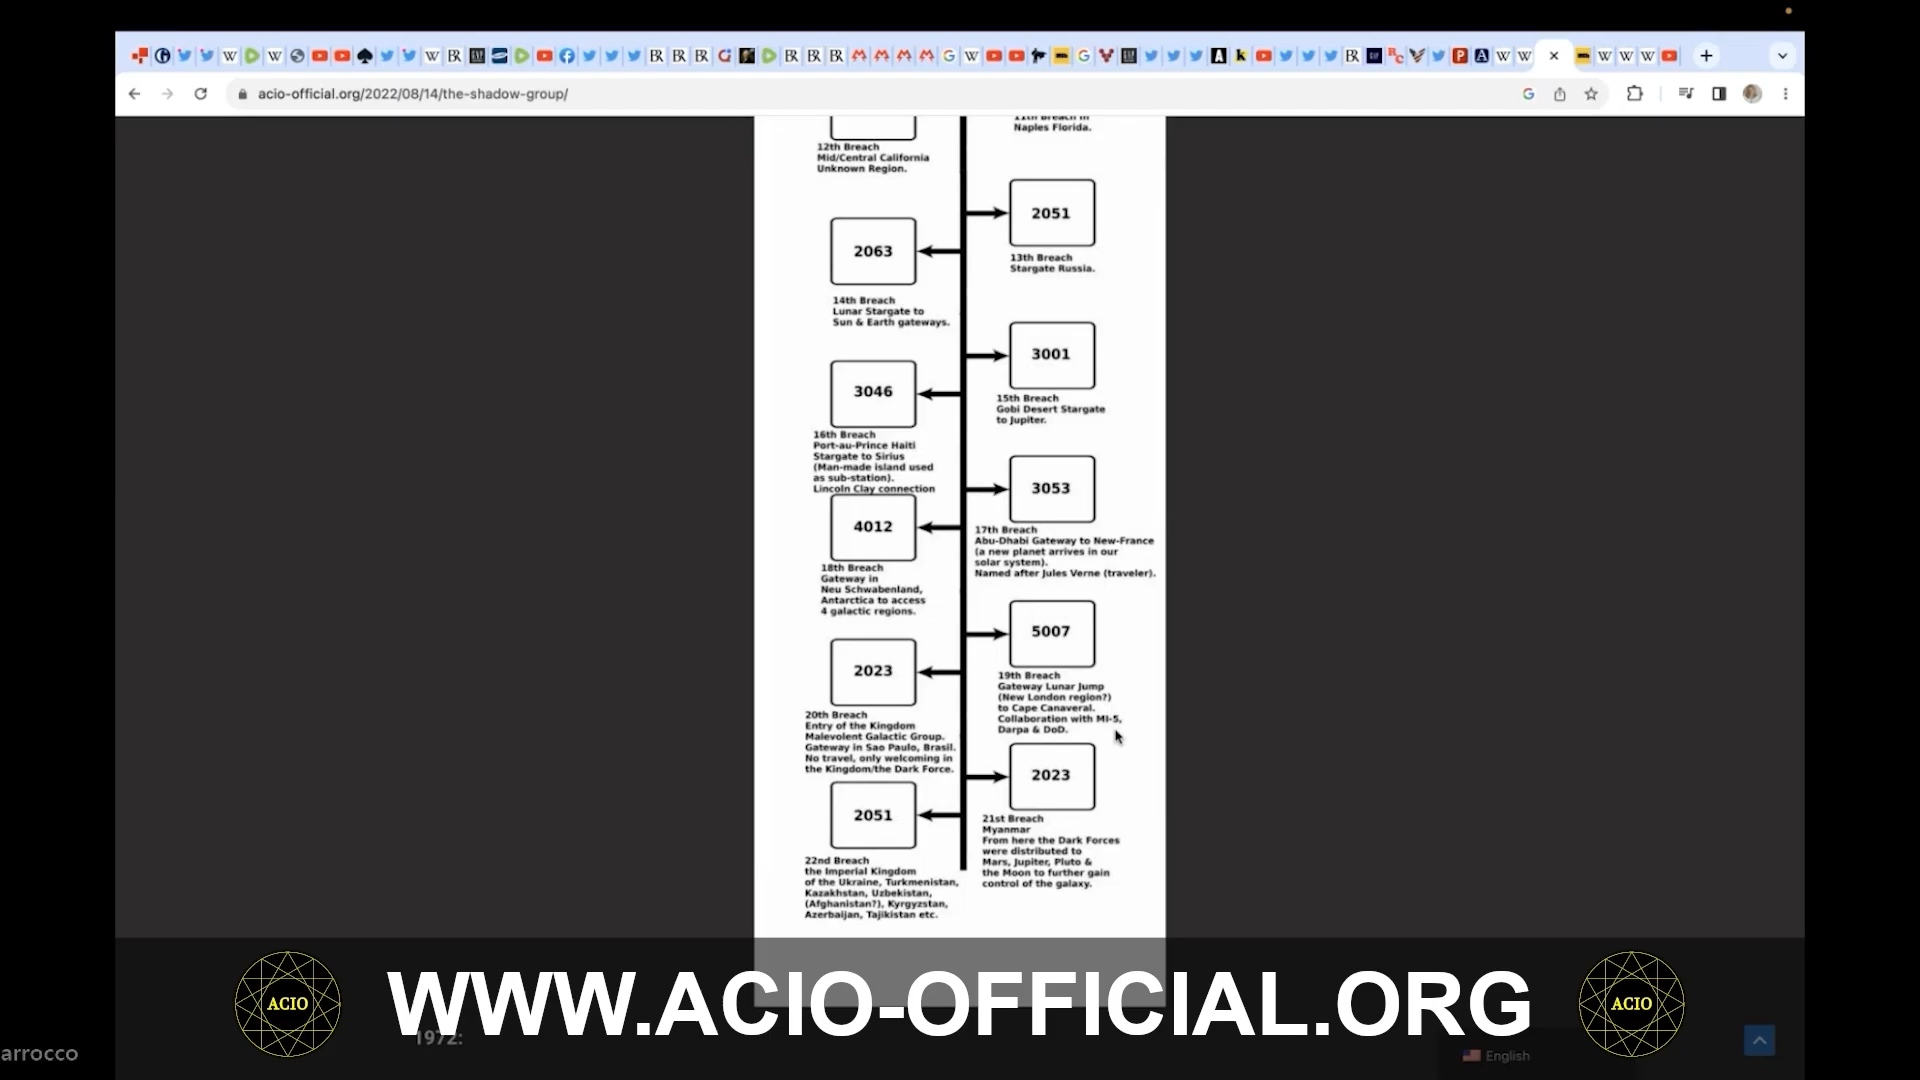 acio-official.org/2022/08/14/the-shadow-group/
11th Breach in
Naples Florida.
12th Breach
Mid/Central California
Unknown Region.
2051
13th Breach
Stargate Russia.
2063
14th Breach
Lunar Stargate to
Sun & Earth gateways.
3001
15th Breach
Gobi Desert Stargate
to Jupiter.
3046
16th Breach
Port-au-Prince Haiti
Stargate to Sirius
(Man-made island used
as sub-station).
Lincoln Clay connection
3053
17th Breach
Abu-Dhabi Gateway to New-France
(a new planet arrives in our
solar system).
Named after Jules Verne (traveler).
4012
18th Breach
Gateway in
Neu Schwabenland,
Antarctica to access
4 galactic regions.
5007
19th Breach
Gateway Lunar Jump
(New London region?)
to Cape Canaveral.
Collaboration with MI-5,
Darpa & DoD.
2023
20th Breach
Entry of the Kingdom
Malevolent Galactic Group.
Gateway in Sao Paulo, Brasil.
No travel, only welcoming in
the Kingdom/the Dark Force.
2023
21st Breach
Myanmar
From here the Dark Forces
were distributed to
Mars, Jupiter, Pluto &
the Moon to further gain
control of the galaxy.
2051
22nd Breach
the Imperial Kingdom
of the Ukraine, Turkmenistan,
Kazakhstan, Uzbekistan,
(Afghanistan?), Kyrgyzstan,
Azerbaijan, Tajikistan etc.
ACIO
WWW.ACIO-OFFICIAL.ORG
ACIO
1972:
arrocco
English